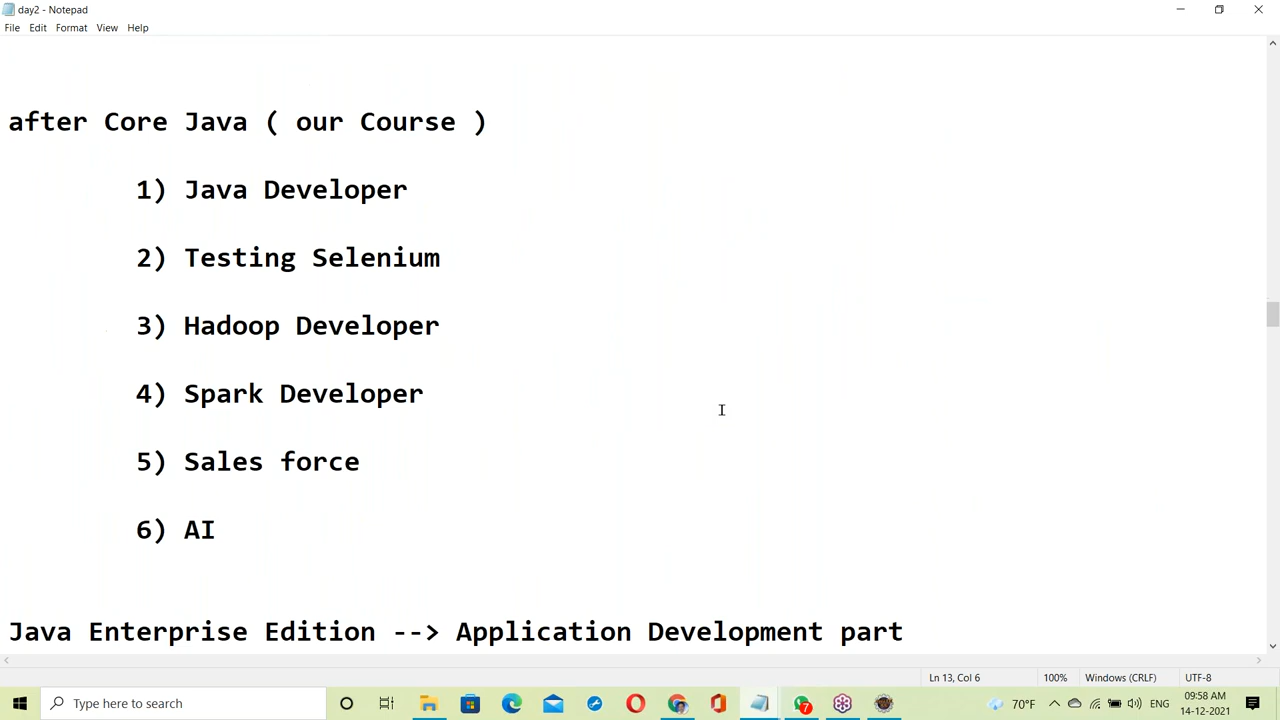 day2 - Notepad
File Edit Format View Help
after Core Java ( our Course )
1) Java Developer
2) Testing Selenium
3) Hadoop Developer
4) Spark Developer
5) Sales force
6) AI
Java Enterprise Edition --> Application Development part
Ln 13, Col 6 100% Windows (CRLF) UTF-8
Type here to search
7
70°F
ENG
09:58 AM
14-12-2021